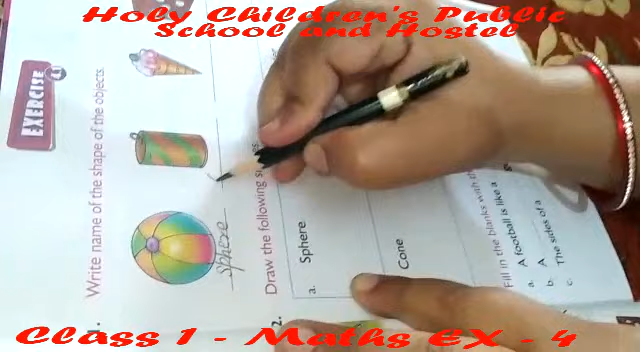 Holy Children's Public
School and Hostel
EXERCISE 4
1. Write name of the shape of the objects.
sphere
2. Draw the following
a. Sphere
Cone
Fill in the blanks with
a. A football is like a
b. A
c. The sides of a
Class 1 - Maths EX - 4